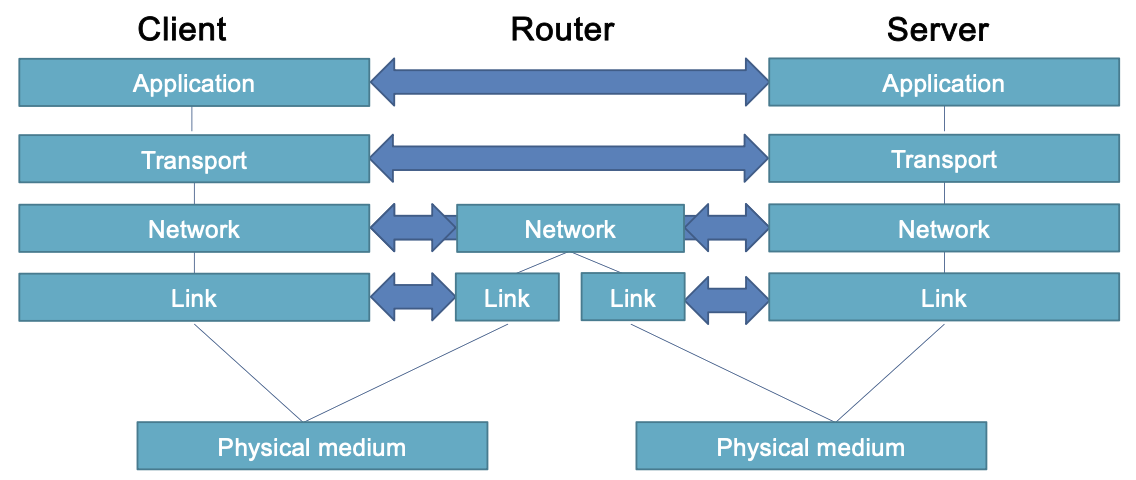 Client
Router
Server
Application
Application
Transport
Transport
Network
Network
Network
Link
Link
Link
Link
Physical medium
Physical medium